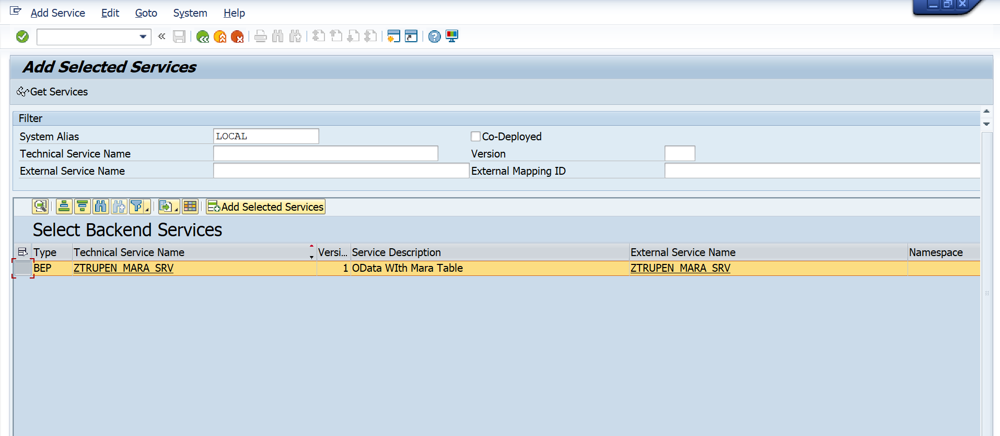 Add Service Edit Goto System Help
Add Selected Services
Get Services
Filter
System Alias LOCAL Co-Deployed
Technical Service Name Version
External Service Name External Mapping ID
Add Selected Services
Select Backend Services
Type Technical Service Name Versi... Service Description External Service Name Namespace
BEP ZTRUPEN_MARA_SRV 1 OData WIth Mara Table ZTRUPEN_MARA_SRV